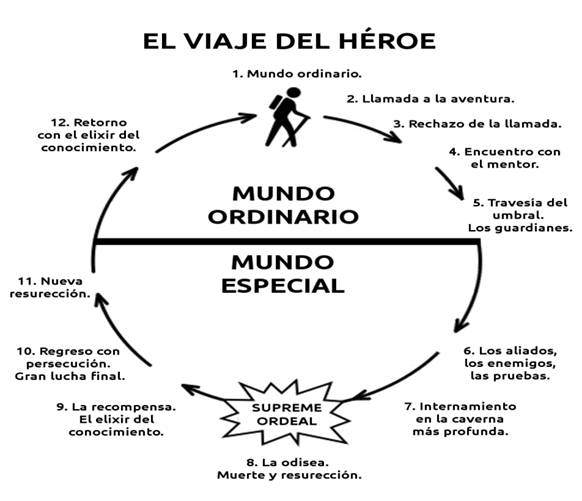 EL VIAJE DEL HÉROE
1. Mundo ordinario.
2. Llamada a la aventura.
3. Rechazo de la llamada.
4. Encuentro con
el mentor.
5. Travesía del
umbral.
Los guardianes.
MUNDO
ORDINARIO
MUNDO
ESPECIAL
6. Los aliados,
los enemigos,
las pruebas.
7. Internamiento
en la caverna
más profunda.
SUPREME
ORDEAL
8. La odisea.
Muerte y resurección.
9. La recompensa.
El elixir del
conocimiento.
10. Regreso con
persecución.
Gran lucha final.
11. Nueva
resurección.
12. Retorno
con el elixir del
conocimiento.